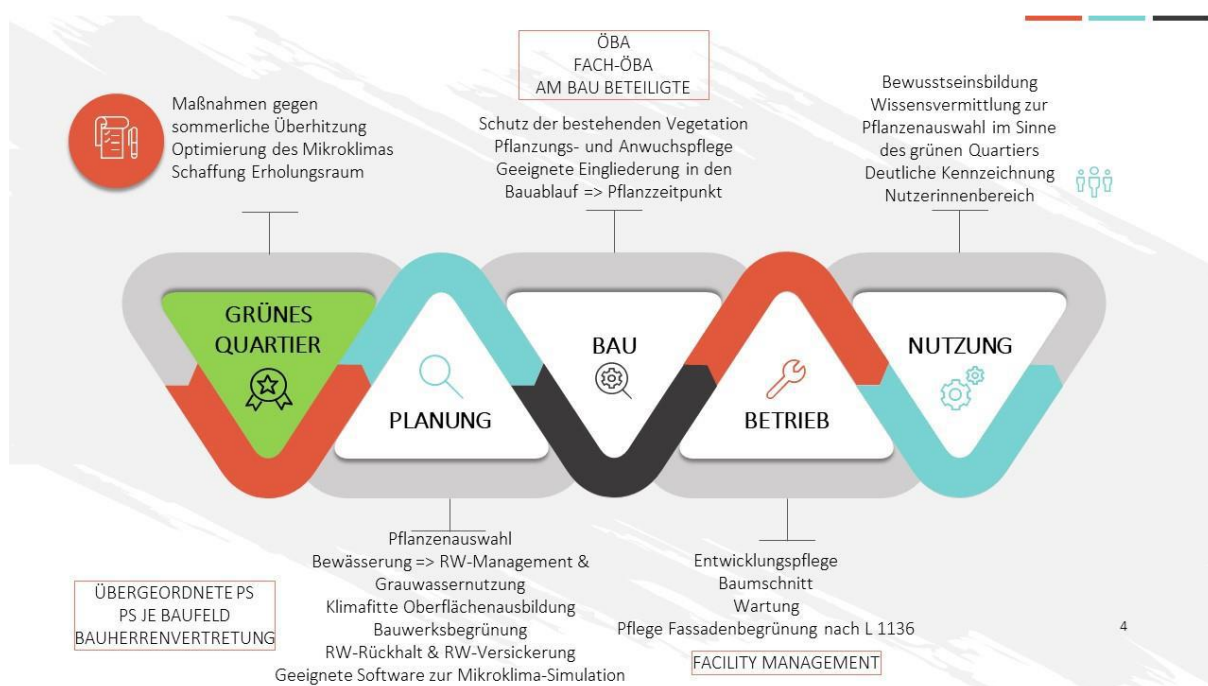 ÖBA
FACH-ÖBA
AM BAU BETEILIGTE
Maßnahmen gegen
sommerliche Überhitzung
Optimierung des Mikroklimas
Schaffung Erholungsraum
Schutz der bestehenden Vegetation
Pflanzungs- und Anwuchspflege
Geeignete Eingliederung in den
Bauablauf => Pflanzzeitpunkt
Bewusstseinsbildung
Wissensvermittlung zur
Pflanzenauswahl im Sinne
des grünen Quartiers
Deutliche Kennzeichnung
Nutzerinnenbereich
GRÜNES
QUARTIER
PLANUNG
BAU
BETRIEB
NUTZUNG
ÜBERGEORDNETE PS
PS JE BAUFELD
BAUHERRENVERTRETUNG
Pflanzenauswahl
Bewässerung => RW-Management &
Grauwassernutzung
Klimafitte Oberflächenausbildung
Bauwerksbegrünung
RW-Rückhalt & RW-Versickerung
Geeignete Software zur Mikroklima-Simulation
Entwicklungspflege
Baumschnitt
Wartung
Pflege Fassadenbegrünung nach L 1136
FACILITY MANAGEMENT
4